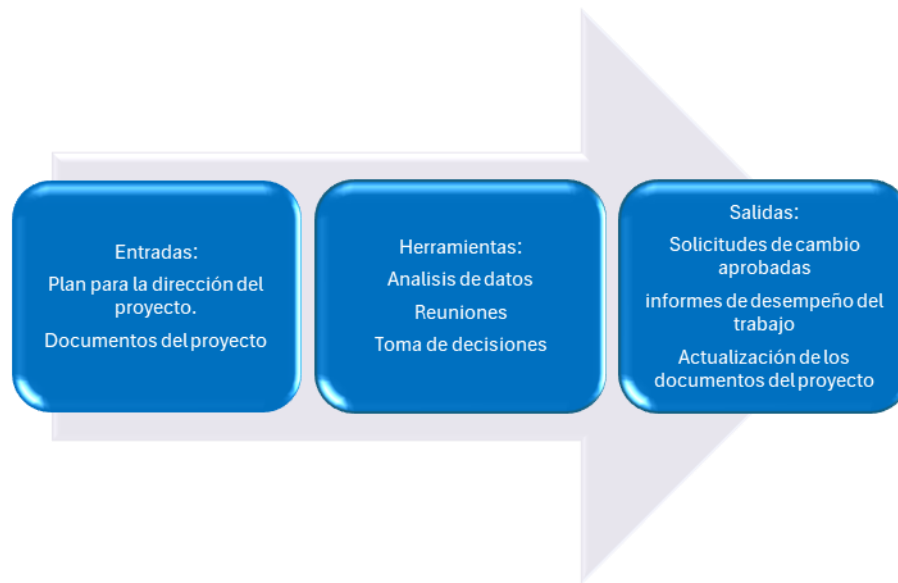 Entradas:
Plan para la dirección del
proyecto.
Documentos del proyecto
Herramientas:
Analisis de datos
Reuniones
Toma de decisiones
Salidas:
Solicitudes de cambio
aprobadas
informes de desempeño del
trabajo
Actualización de los
documentos del proyecto